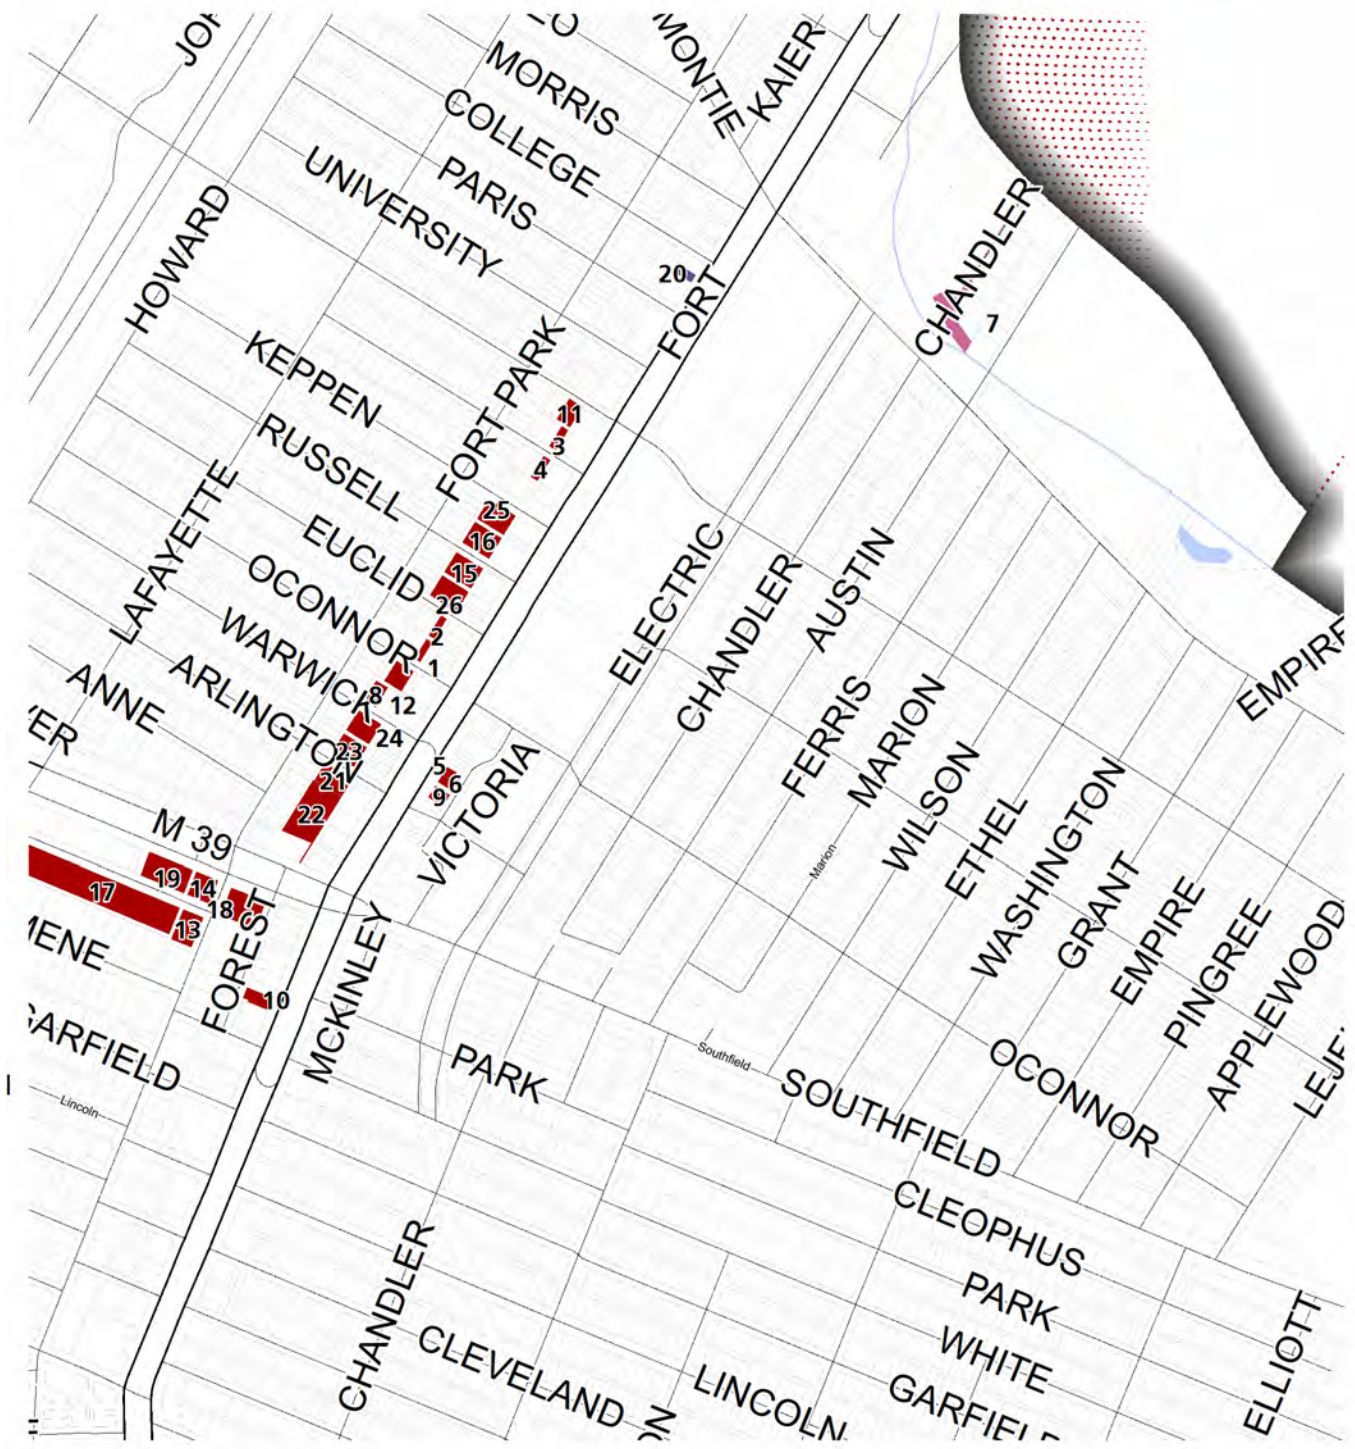 MORRIS
MONTIE
KAIER
COLLEGE
PARIS
UNIVERSITY
HOWARD
CHANDLER
20
FORT
7
KEPPEN
FORT PARK
11
3
4
RUSSELL
LAFAYETTE
25
16
EUCLID
15
26
OCONNOR
2
1
WARWICK
8
12
ARLINGTON
24
23
21
22
ANNE
ELECTRIC
CHANDLER
AUSTIN
EMPIRE
FERRIS
MARION
5
6
9
VICTORIA
WILSON
ETHEL
WASHINGTON
Marion
GRANT
EMPIRE
PINGREE
APPLEWOOD
M 39
19
14
17
18
13
FOREST
10
MCKINLEY
GARFIELD
Lincoln
PARK
Southfield
SOUTHFIELD
OCONNOR
CLEOPHUS
PARK
WHITE
CHANDLER
CLEVELAND
LINCOLN
GARFIEL
ELLIOTT